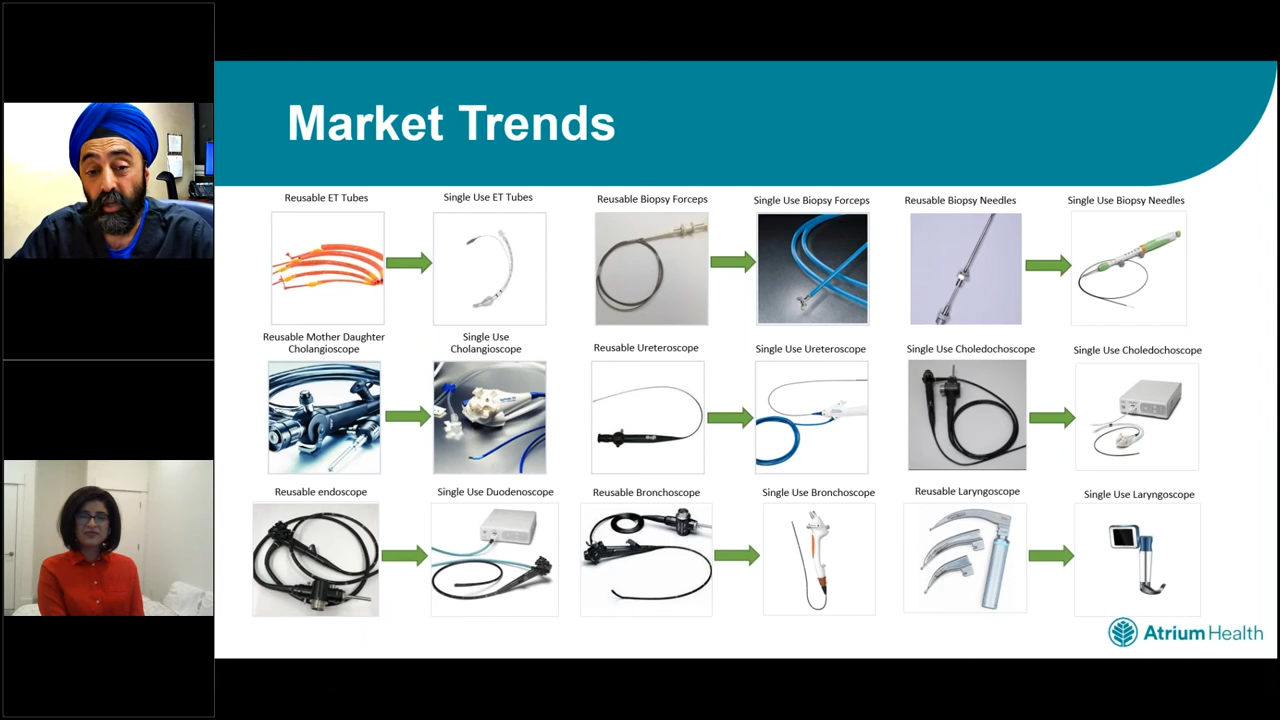 Market Trends
Reusable ET Tubes
Single Use ET Tubes
Reusable Biopsy Forceps
Single Use Biopsy Forceps
Reusable Biopsy Needles
Single Use Biopsy Needles
Reusable Mother Daughter
Cholangioscope
Single Use
Cholangioscope
Reusable Ureteroscope
Single Use Ureteroscope
Single Use Choledochoscope
Single Use Choledochoscope
Reusable endoscope
Single Use Duodenoscope
Reusable Bronchoscope
Single Use Bronchoscope
Reusable Laryngoscope
Single Use Laryngoscope
Atrium Health